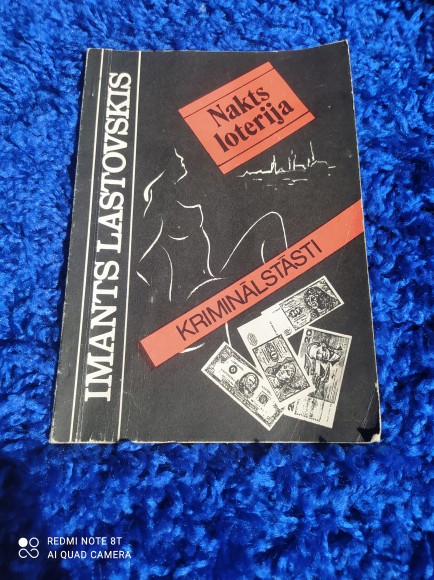 IMANTS LASTOVSKIS
Nakts
loterija
KRIMINĀLSTĀSTI
REDMI NOTE 8T
AI QUAD CAMERA